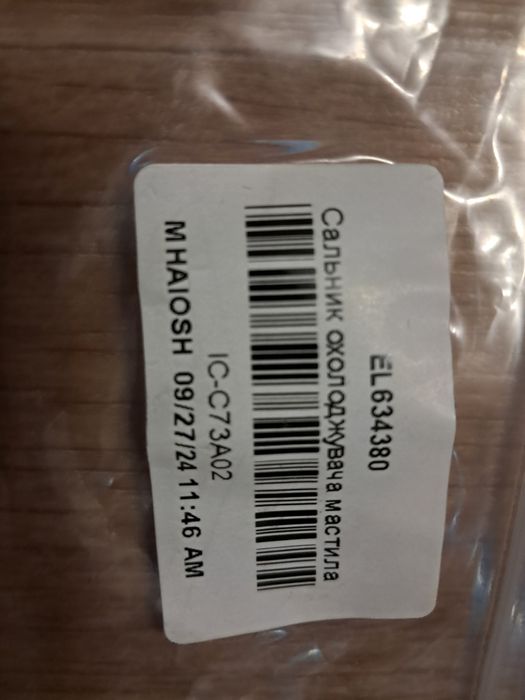 EL634380
Сальник охолоджувача мастила
IC-C73A02
M HAIOSH 09/27/24 11:46 AM